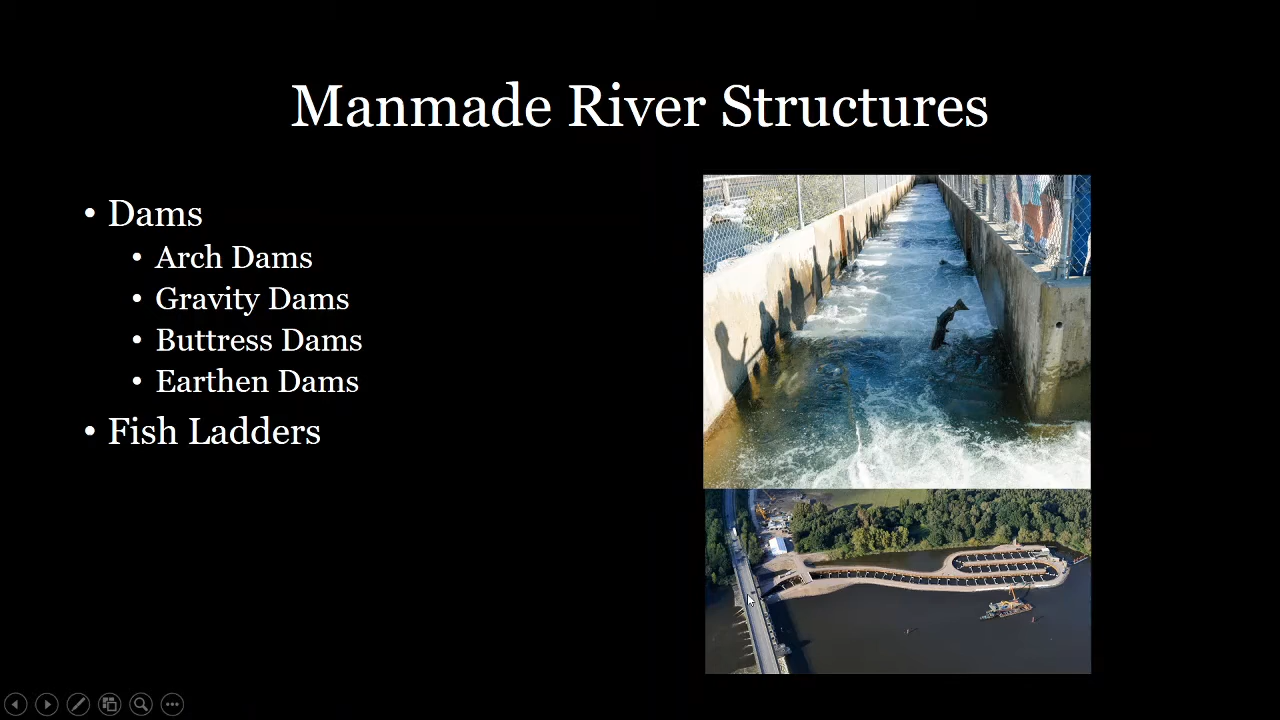 Manmade River Structures
• Dams
• Arch Dams
• Gravity Dams
• Buttress Dams
• Earthen Dams
• Fish Ladders